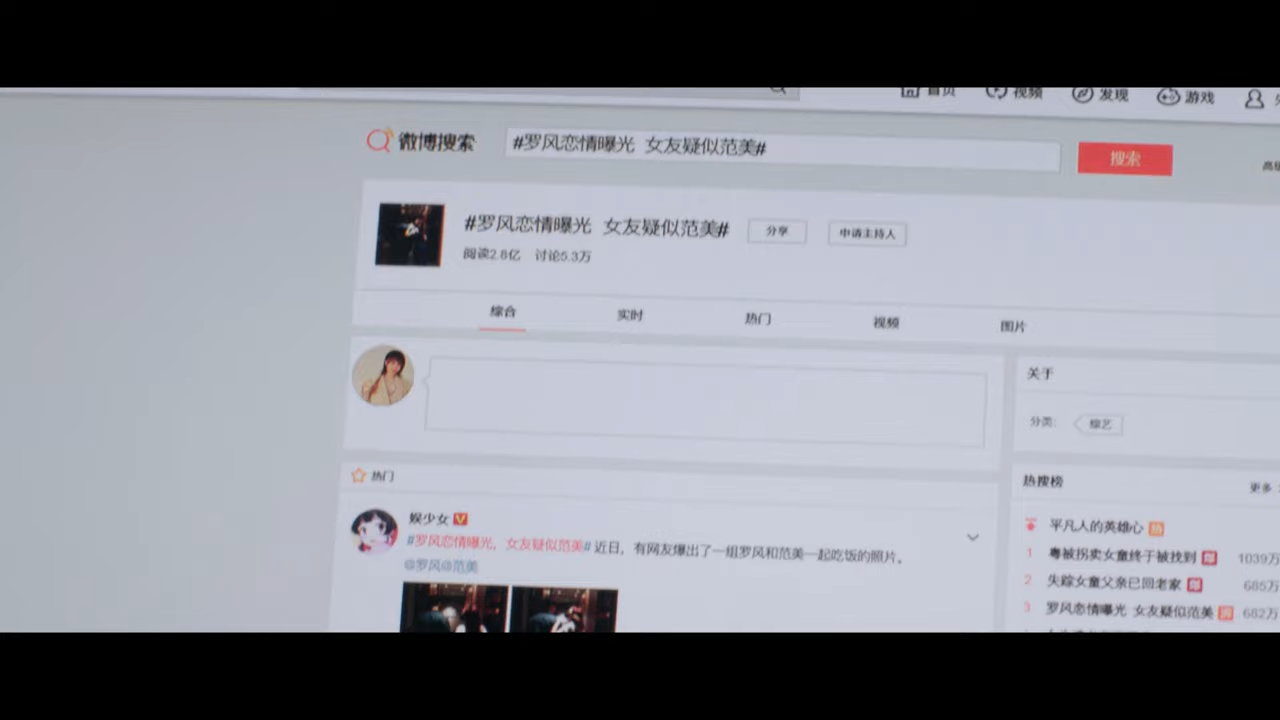 首页 视频 发现 游戏
微博搜索 #罗风恋情曝光 女友疑似范美# 搜索
#罗风恋情曝光 女友疑似范美# 分享 申请主持人
阅读2.8亿 讨论5.3万
综合 实时 热门 视频 图片
关于
分类: 综艺
热门
热搜榜 更多
娱少女
#罗风恋情曝光，女友疑似范美# 近日，有网友爆出了一组罗风和范美一起吃饭的照片。
@罗风@范美
平凡人的英雄心 热
1 粤被拐卖女童终于被找到 1039万
2 失踪女童父亲已回老家 685万
3 罗风恋情曝光 女友疑似范美 682万